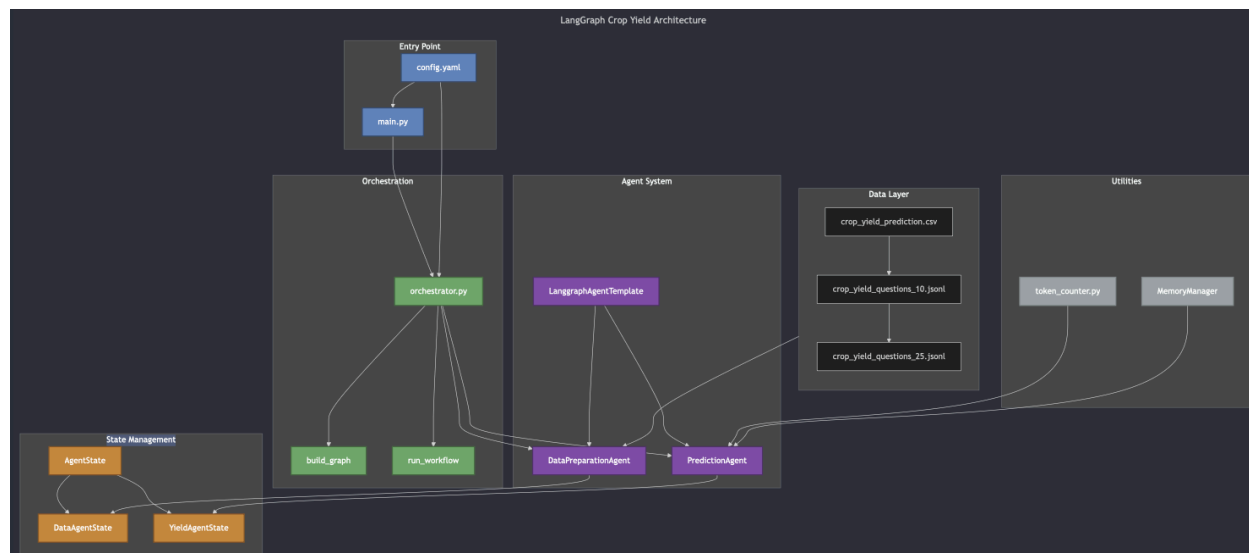 LangGraph Crop Yield Architecture
Entry Point
config.yaml
main.py
Orchestration
orchestrator.py
build_graph
run_workflow
Agent System
LanggraphAgentTemplate
DataPreparationAgent
PredictionAgent
Data Layer
crop_yield_prediction.csv
crop_yield_questions_10.jsonl
crop_yield_questions_25.jsonl
Utilities
token_counter.py
MemoryManager
State Management
AgentState
DataAgentState
YieldAgentState